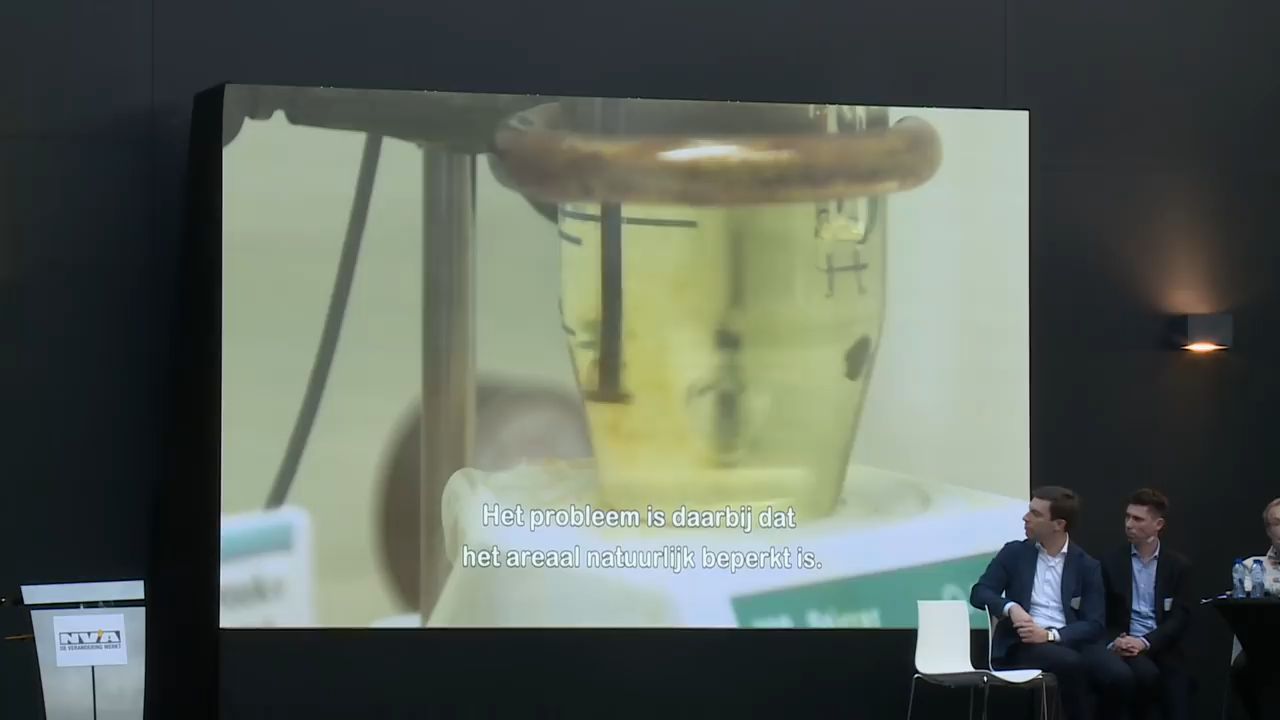 Het probleem is daarbij dat
het areaal natuurlijk beperkt is.
N-VA
DE VERANDERING WERKT